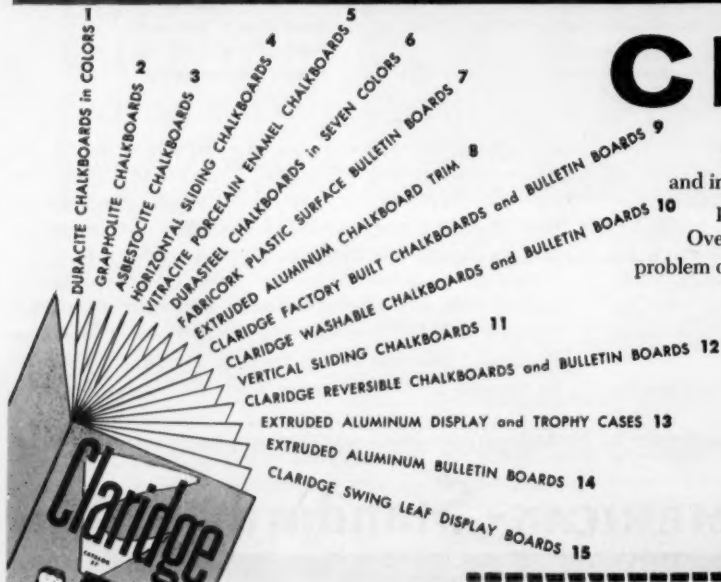 DURACITE CHALKBOARDS in COLORS 1
GRAPHOLITE CHALKBOARDS 2
ASBESTOCITE CHALKBOARDS 3
HORIZONTAL SLIDING CHALKBOARDS 4
VITRACITE PORCELAIN ENAMEL CHALKBOARDS 5
DURASTEEL CHALKBOARDS in SEVEN COLORS 6
FABRICORK PLASTIC SURFACE BULLETIN BOARDS 7
EXTRUDED ALUMINUM CHALKBOARD TRIM 8
CLARIDGE FACTORY BUILT CHALKBOARDS and BULLETIN BOARDS 9
CLARIDGE WASHABLE CHALKBOARDS and BULLETIN BOARDS 10
VERTICAL SLIDING CHALKBOARDS 11
CLARIDGE REVERSIBLE CHALKBOARDS and BULLETIN BOARDS 12
EXTRUDED ALUMINUM DISPLAY and TROPHY CASES 13
EXTRUDED ALUMINUM BULLETIN BOARDS 14
CLARIDGE SWING LEAF DISPLAY BOARDS 15
Claridge
CATALOG
C
and in
Ove
problem